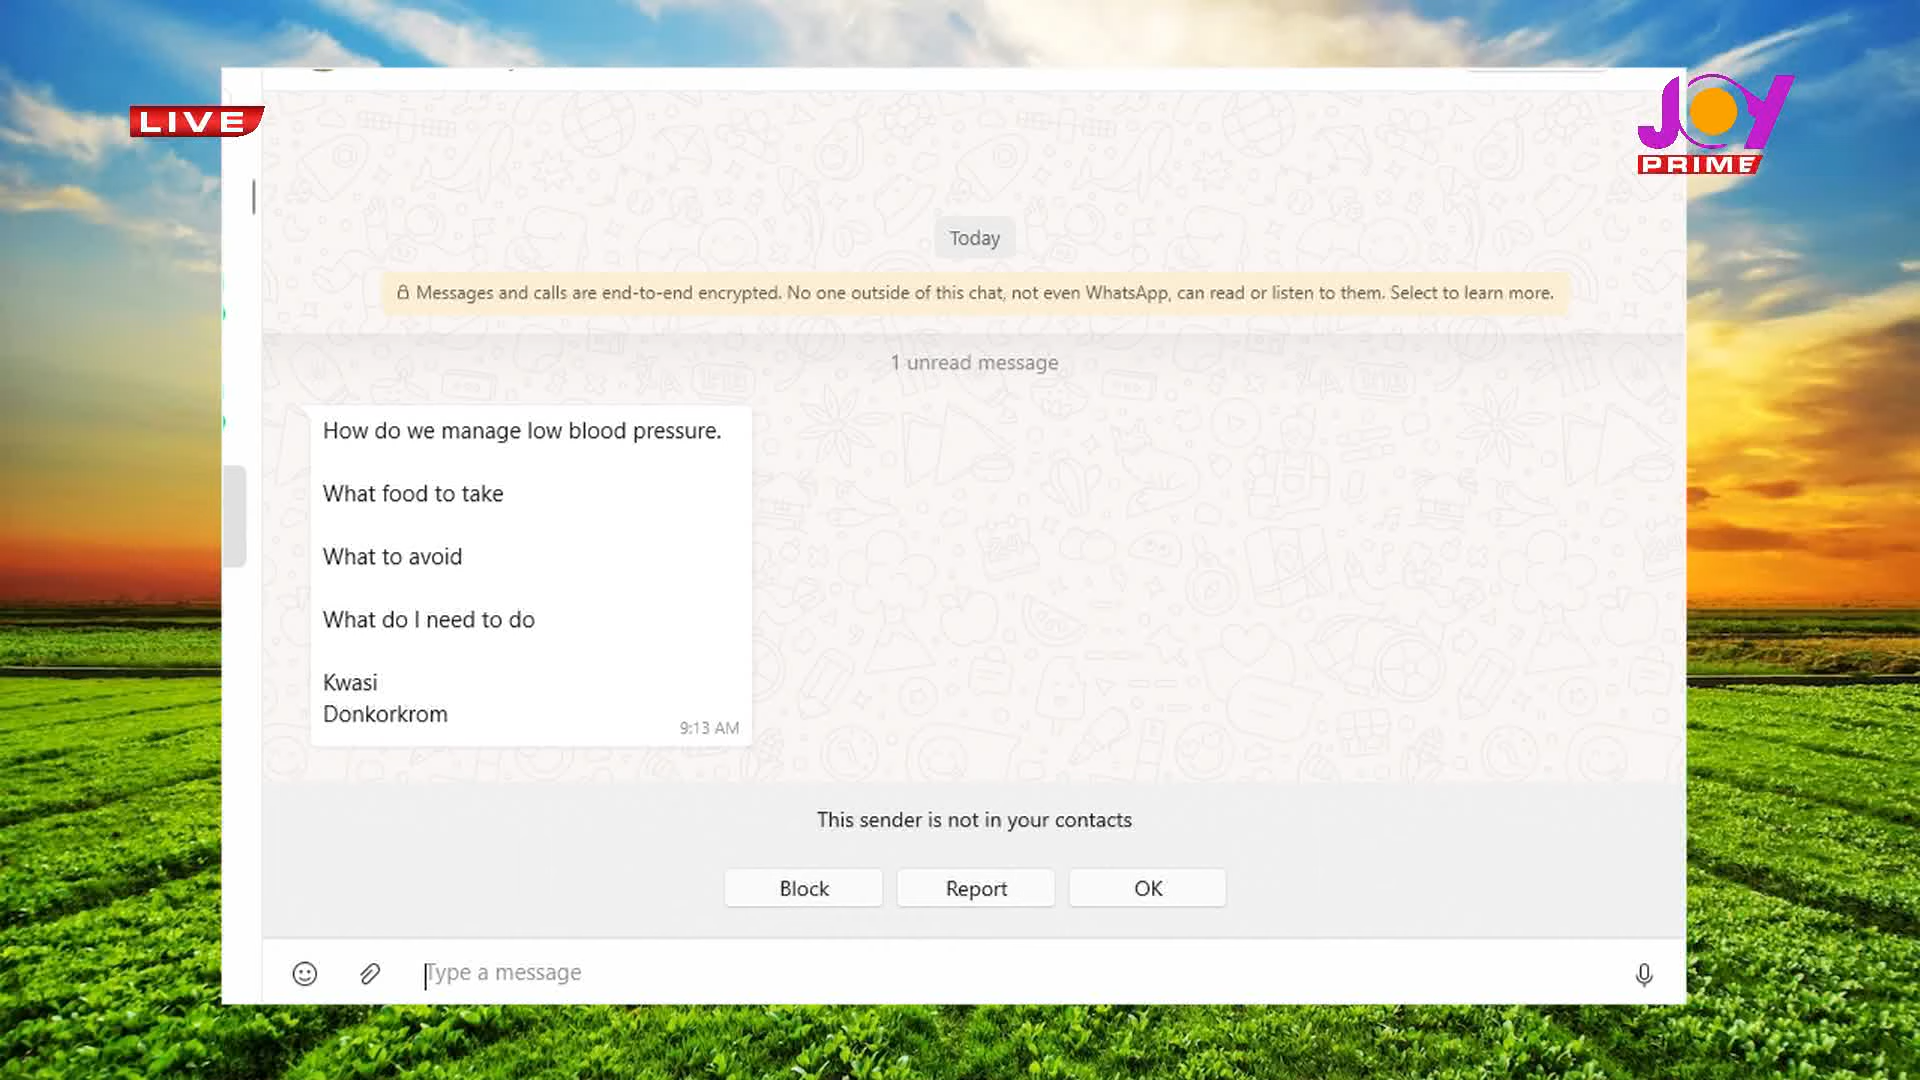 LIVE
JOY
PRIME
Today
Messages and calls are end-to-end encrypted. No one outside of this chat, not even WhatsApp, can read or listen to them. Select to learn more.
1 unread message
How do we manage low blood pressure.
What food to take
What to avoid
What do I need to do
Kwasi
Donkorkrom
9:13 AM
This sender is not in your contacts
Block
Report
OK
Type a message